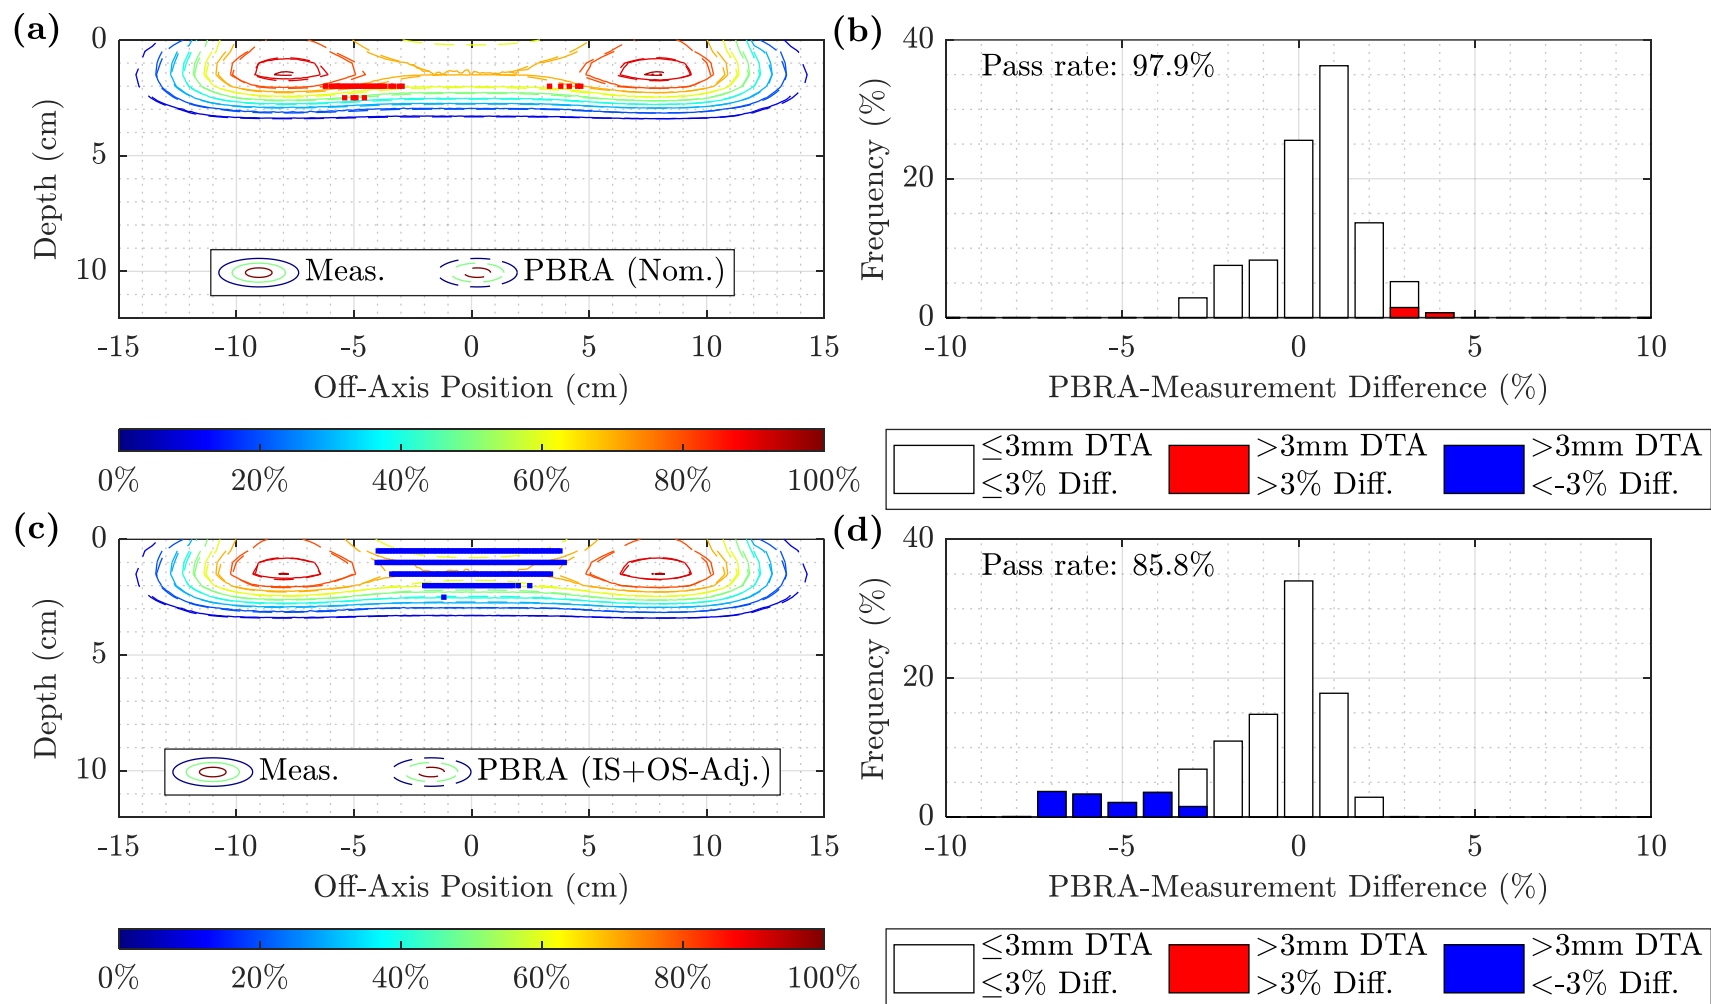 (a)
0
5
10
Depth (cm)
Meas. PBRA (Nom.)
-15 -10 -5 0 5 10 15
Off-Axis Position (cm)
0% 20% 40% 60% 80% 100%
(b)
40
20
0
Frequency (%)
Pass rate: 97.9%
-10 -5 0 5 10
PBRA-Measurement Difference (%)
≤3mm DTA >3mm DTA >3mm DTA
≤3% Diff. >3% Diff. <-3% Diff.
(c)
0
5
10
Depth (cm)
Meas. PBRA (IS+OS-Adj.)
-15 -10 -5 0 5 10 15
Off-Axis Position (cm)
0% 20% 40% 60% 80% 100%
(d)
40
20
0
Frequency (%)
Pass rate: 85.8%
-10 -5 0 5 10
PBRA-Measurement Difference (%)
≤3mm DTA >3mm DTA >3mm DTA
≤3% Diff. >3% Diff. <-3% Diff.